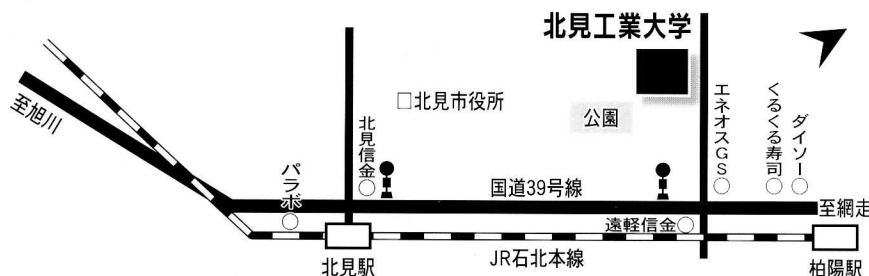 北見工業大学
至旭川
□北見市役所
公園
北見信金
パラボ
エネオスGS
くるくる寿司
ダイソー
国道39号線
至網走
遠軽信金
北見駅
JR石北本線
柏陽駅